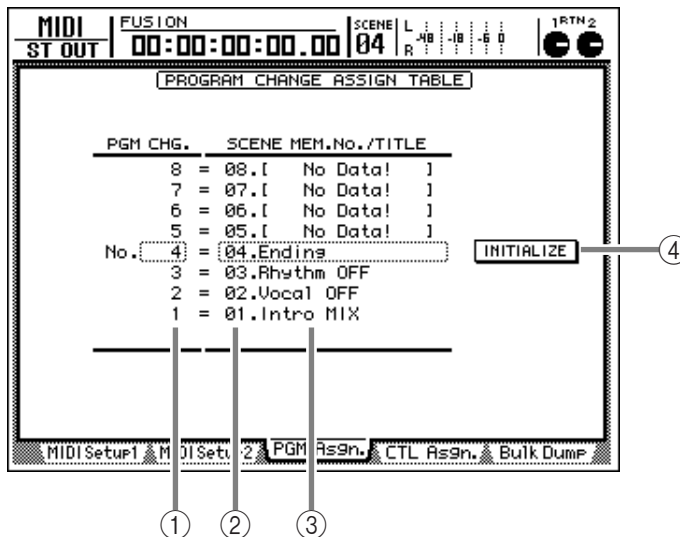 MIDI FUSION SCENE L -48 -18 -6 0 1 RTN 2
ST OUT 00:00:00:00.00 04 R
PROGRAM CHANGE ASSIGN TABLE
PGM CHG. SCENE MEM.No./TITLE
8 = 08.[ No Data! ]
7 = 07.[ No Data! ]
6 = 06.[ No Data! ]
5 = 05.[ No Data! ]
No. 4 = 04.Ending INITIALIZE ④
3 = 03.Rhythm OFF
2 = 02.Vocal OFF
1 = 01.Intro MIX
MIDI Setup1 MIDI Setup2 PGM Asgn. CTL Asgn. Bulk Dump
① ② ③